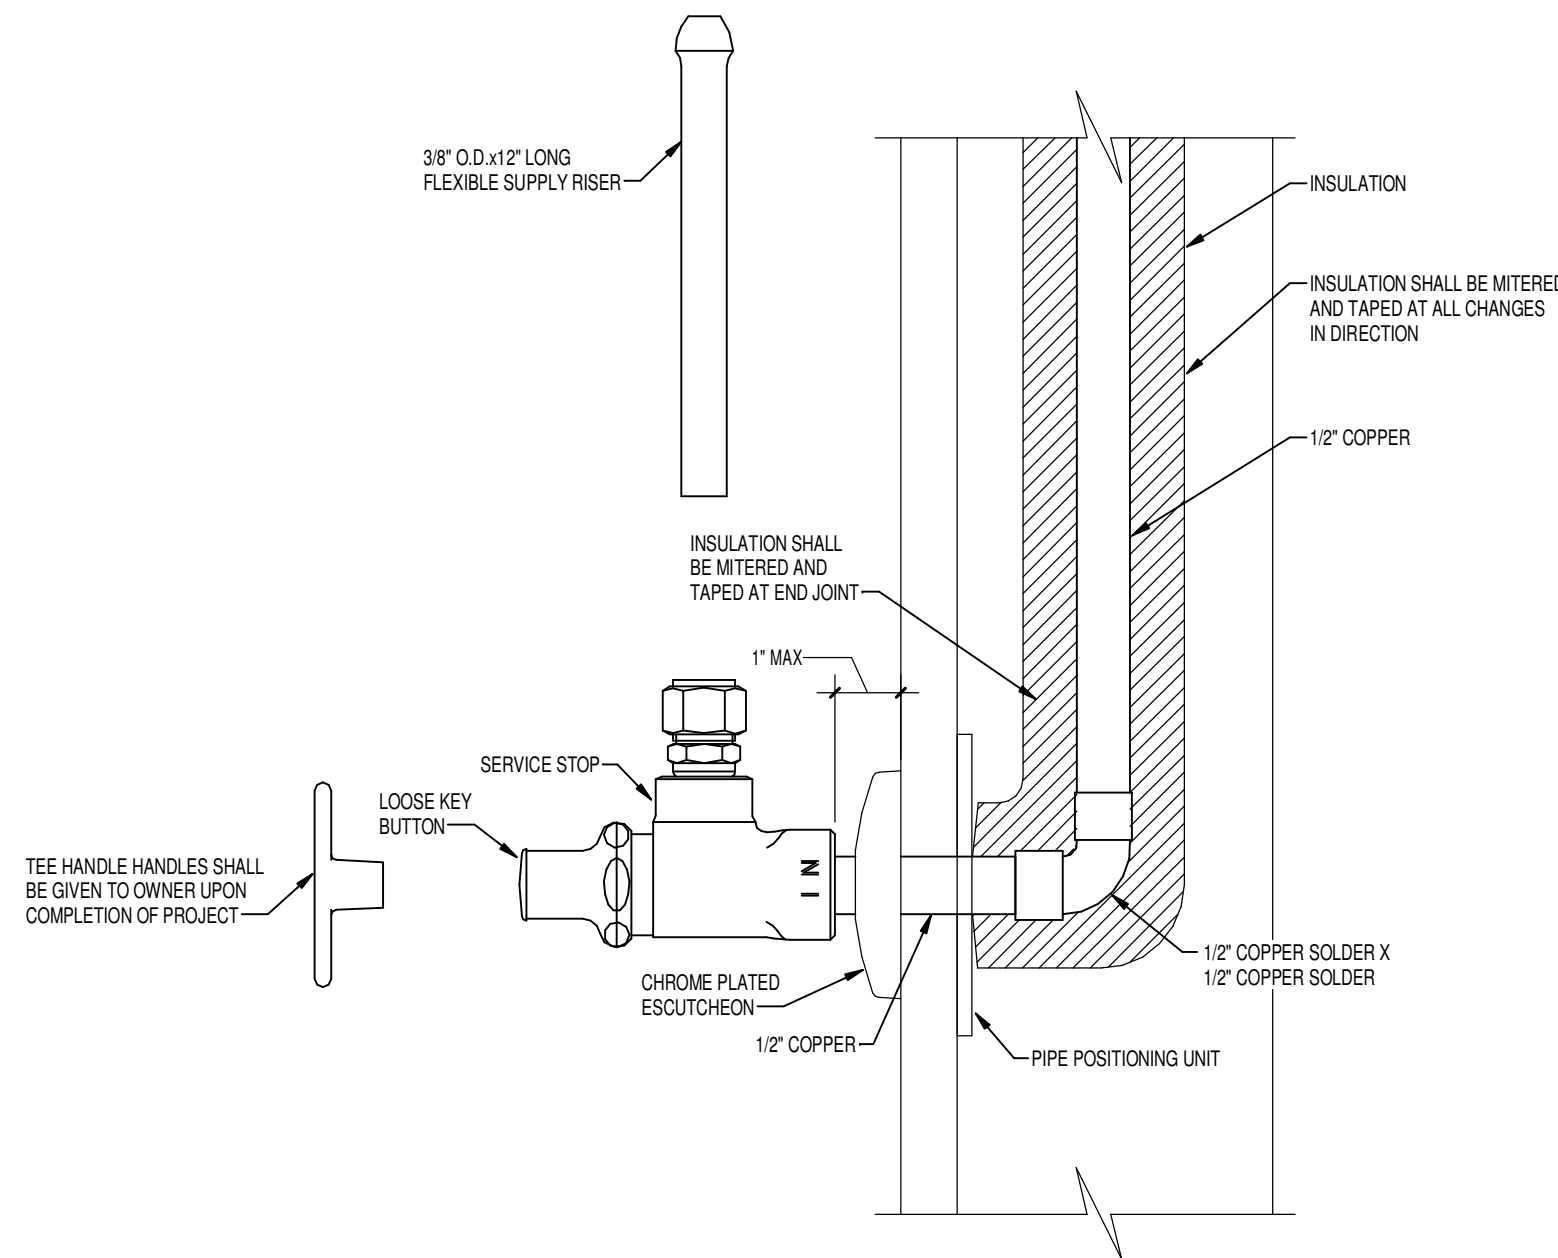 3/8" O.D.x12" LONG
FLEXIBLE SUPPLY RISER
INSULATION
INSULATION SHALL BE MITERED
AND TAPED AT ALL CHANGES
IN DIRECTION
1/2" COPPER
INSULATION SHALL
BE MITERED AND
TAPED AT END JOINT
1" MAX
SERVICE STOP
LOOSE KEY
BUTTON
TEE HANDLE HANDLES SHALL
BE GIVEN TO OWNER UPON
COMPLETION OF PROJECT
IN
CHROME PLATED
ESCUTCHEON
1/2" COPPER
1/2" COPPER SOLDER X
1/2" COPPER SOLDER
PIPE POSITIONING UNIT